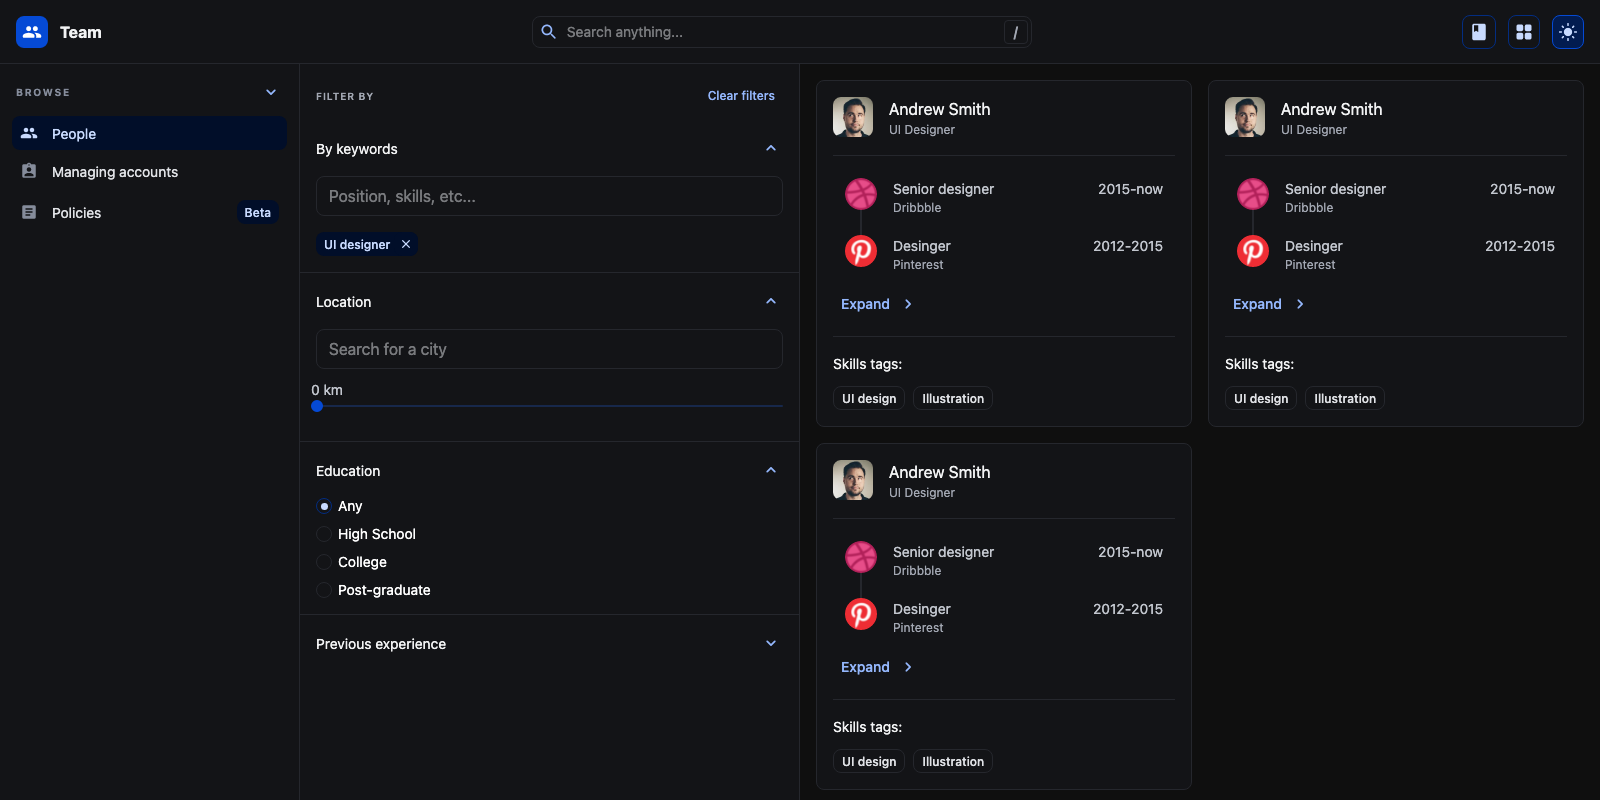 Team
Search anything...
/
BROWSE
People
Managing accounts
Policies
Beta
FILTER BY
Clear filters
By keywords
Position, skills, etc...
UI designer
Location
Search for a city
0 km
Education
Any
High School
College
Post-graduate
Previous experience
Andrew Smith
UI Designer
Senior designer
2015-now
Dribbble
Desinger
2012-2015
Pinterest
Expand
Skills tags:
UI design
Illustration
Andrew Smith
UI Designer
Senior designer
2015-now
Dribbble
Desinger
2012-2015
Pinterest
Expand
Skills tags:
UI design
Illustration
Andrew Smith
UI Designer
Senior designer
2015-now
Dribbble
Desinger
2012-2015
Pinterest
Expand
Skills tags:
UI design
Illustration